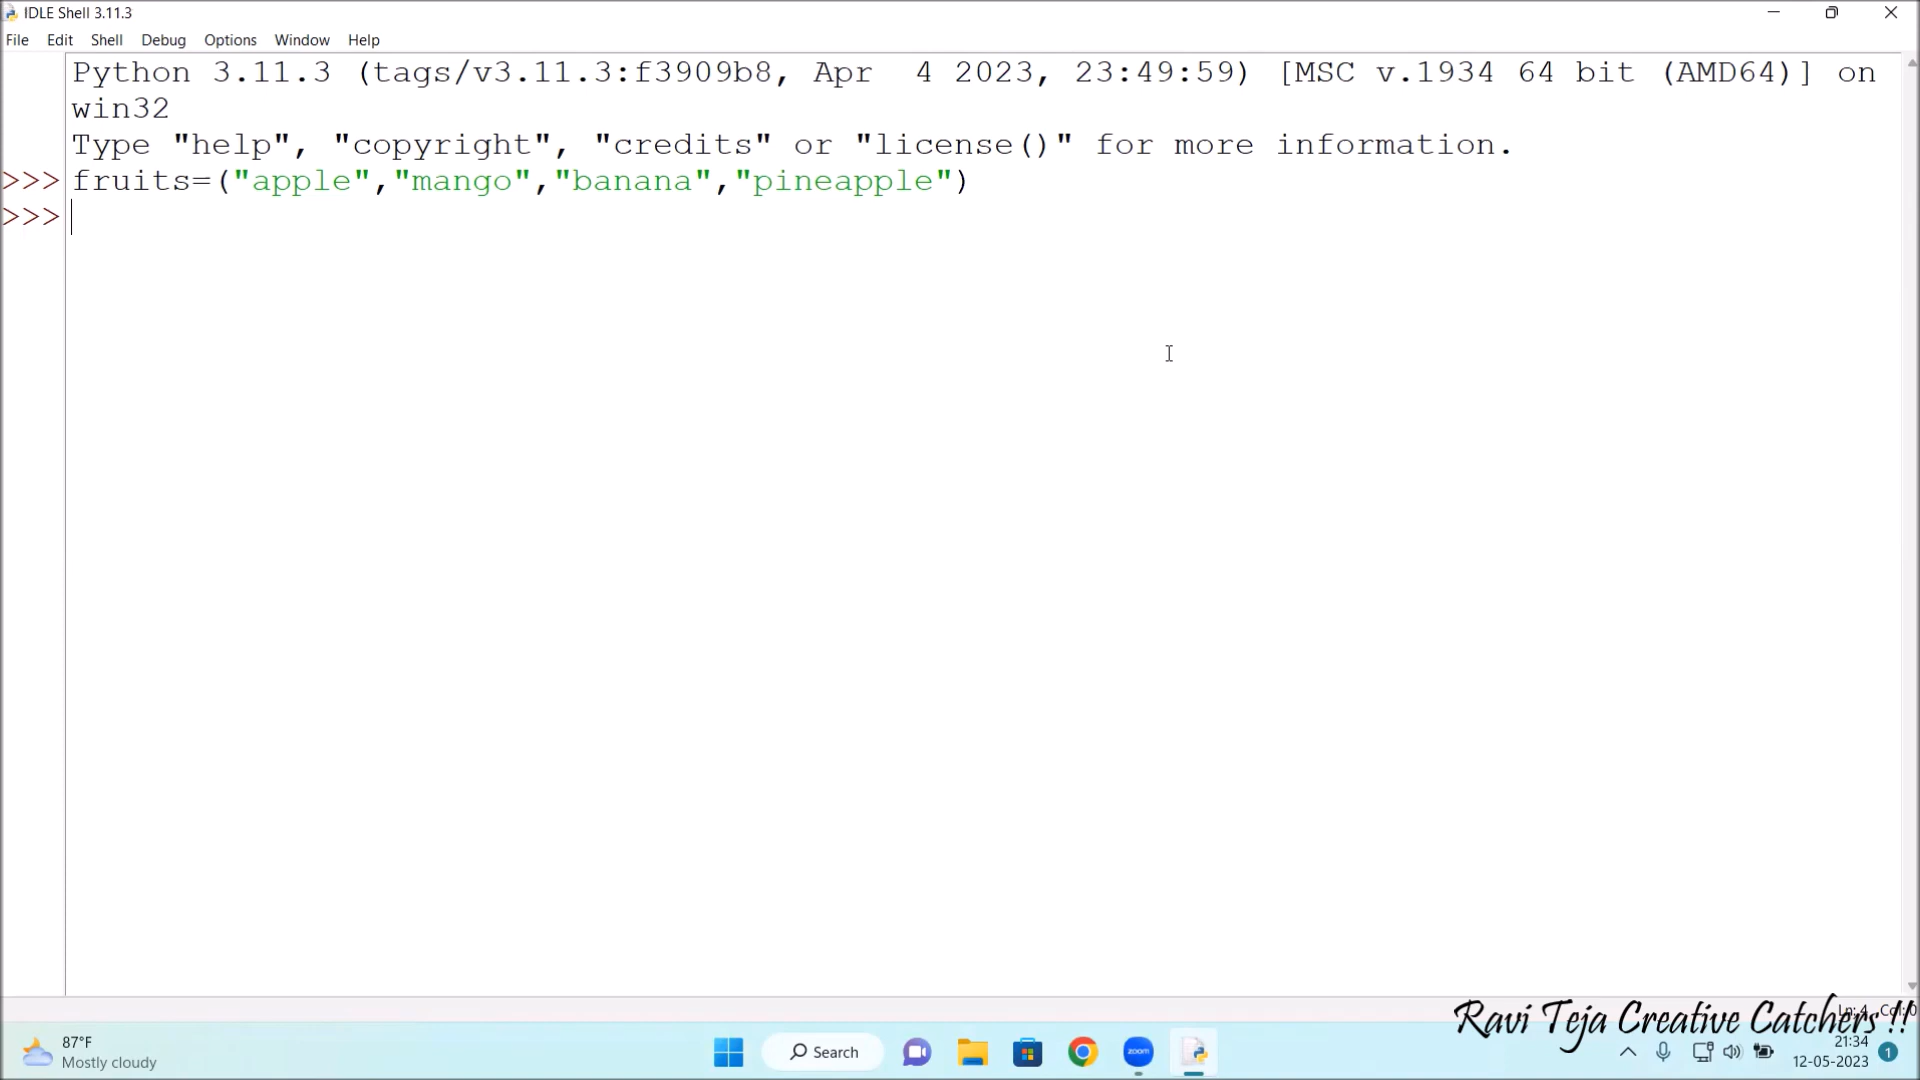 IDLE Shell 3.11.3
File Edit Shell Debug Options Window Help
Python 3.11.3 (tags/v3.11.3:f3909b8, Apr  4 2023, 23:49:59) [MSC v.1934 64 bit (AMD64)] on
win32
Type "help", "copyright", "credits" or "license()" for more information.
>>> fruits=("apple","mango","banana","pineapple")
>>>
Ravi Teja Creative Catchers !!
87°F
Mostly cloudy
Search
zoom
21:34
12-05-2023
1